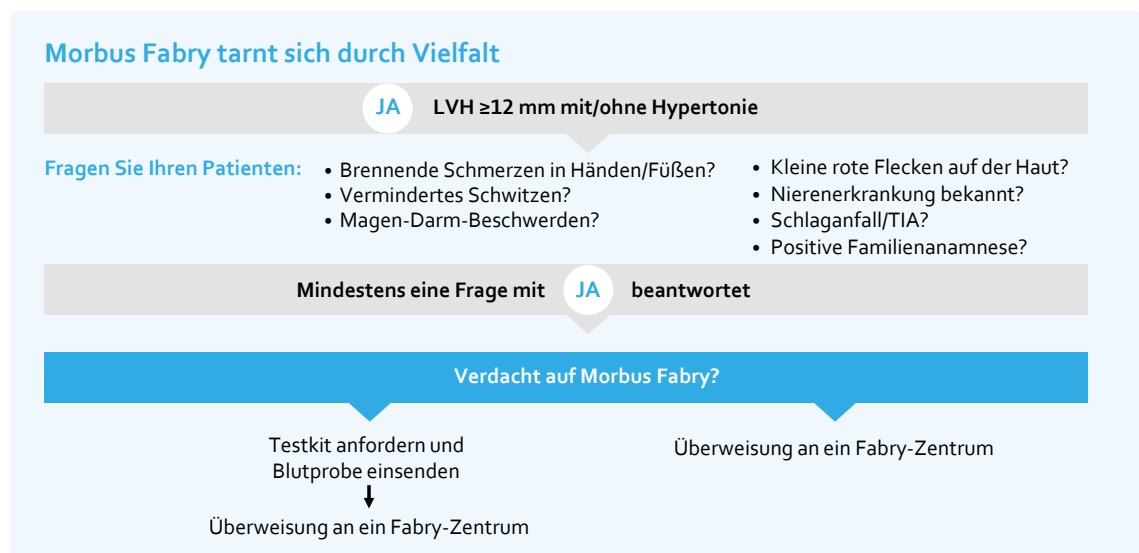 Morbus Fabry tarnt sich durch Vielfalt
JA LVH ≥12 mm mit/ohne Hypertonie
Fragen Sie Ihren Patienten:
• Brennende Schmerzen in Händen/Füßen?
• Vermindertes Schwitzen?
• Magen-Darm-Beschwerden?
• Kleine rote Flecken auf der Haut?
• Nierenerkrankung bekannt?
• Schlaganfall/TIA?
• Positive Familienanamnese?
Mindestens eine Frage mit JA beantwortet
Verdacht auf Morbus Fabry?
Testkit anfordern und
Blutprobe einsenden
Überweisung an ein Fabry-Zentrum
Überweisung an ein Fabry-Zentrum